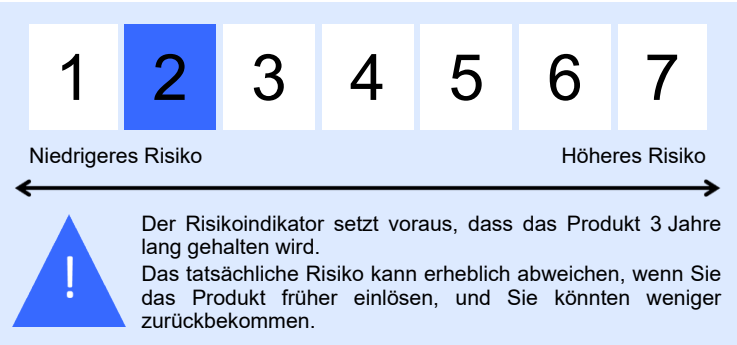 1 2 3 4 5 6 7
Niedrigeres Risiko Höheres Risiko
!
Der Risikoindikator setzt voraus, dass das Produkt 3 Jahre
lang gehalten wird.
Das tatsächliche Risiko kann erheblich abweichen, wenn Sie
das Produkt früher einlösen, und Sie könnten weniger
zurückbekommen.